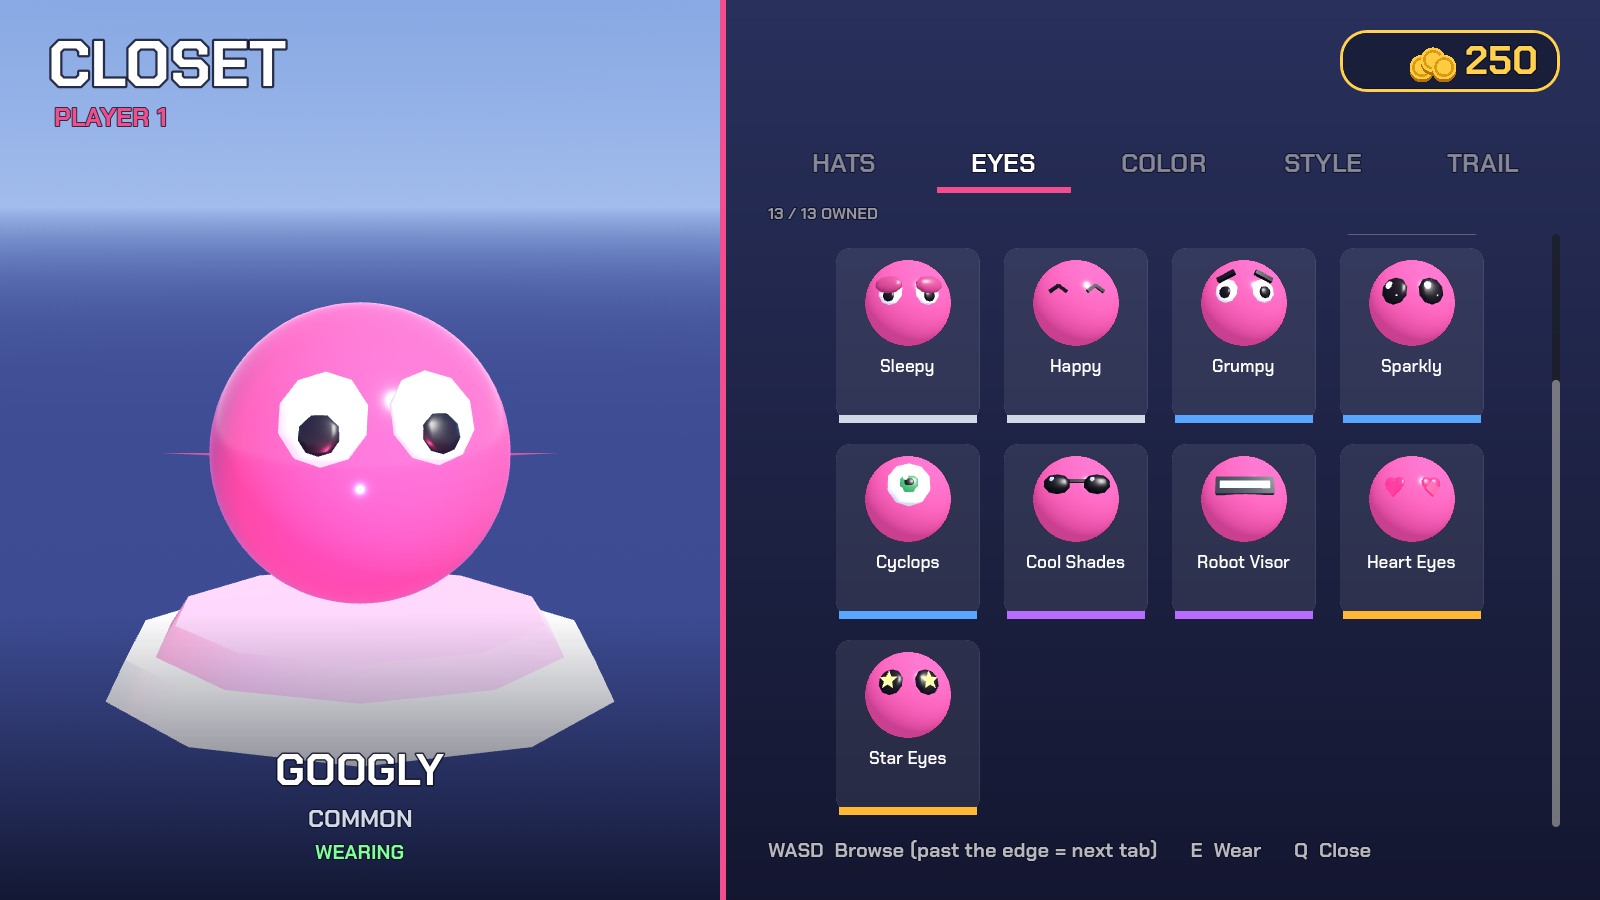 CLOSET
PLAYER 1
250
HATS EYES COLOR STYLE TRAIL
13 / 13 OWNED
Sleepy Happy Grumpy Sparkly
Cyclops Cool Shades Robot Visor Heart Eyes
Star Eyes
GOOGLY
COMMON
WEARING
WASD Browse (past the edge = next tab) E Wear Q Close